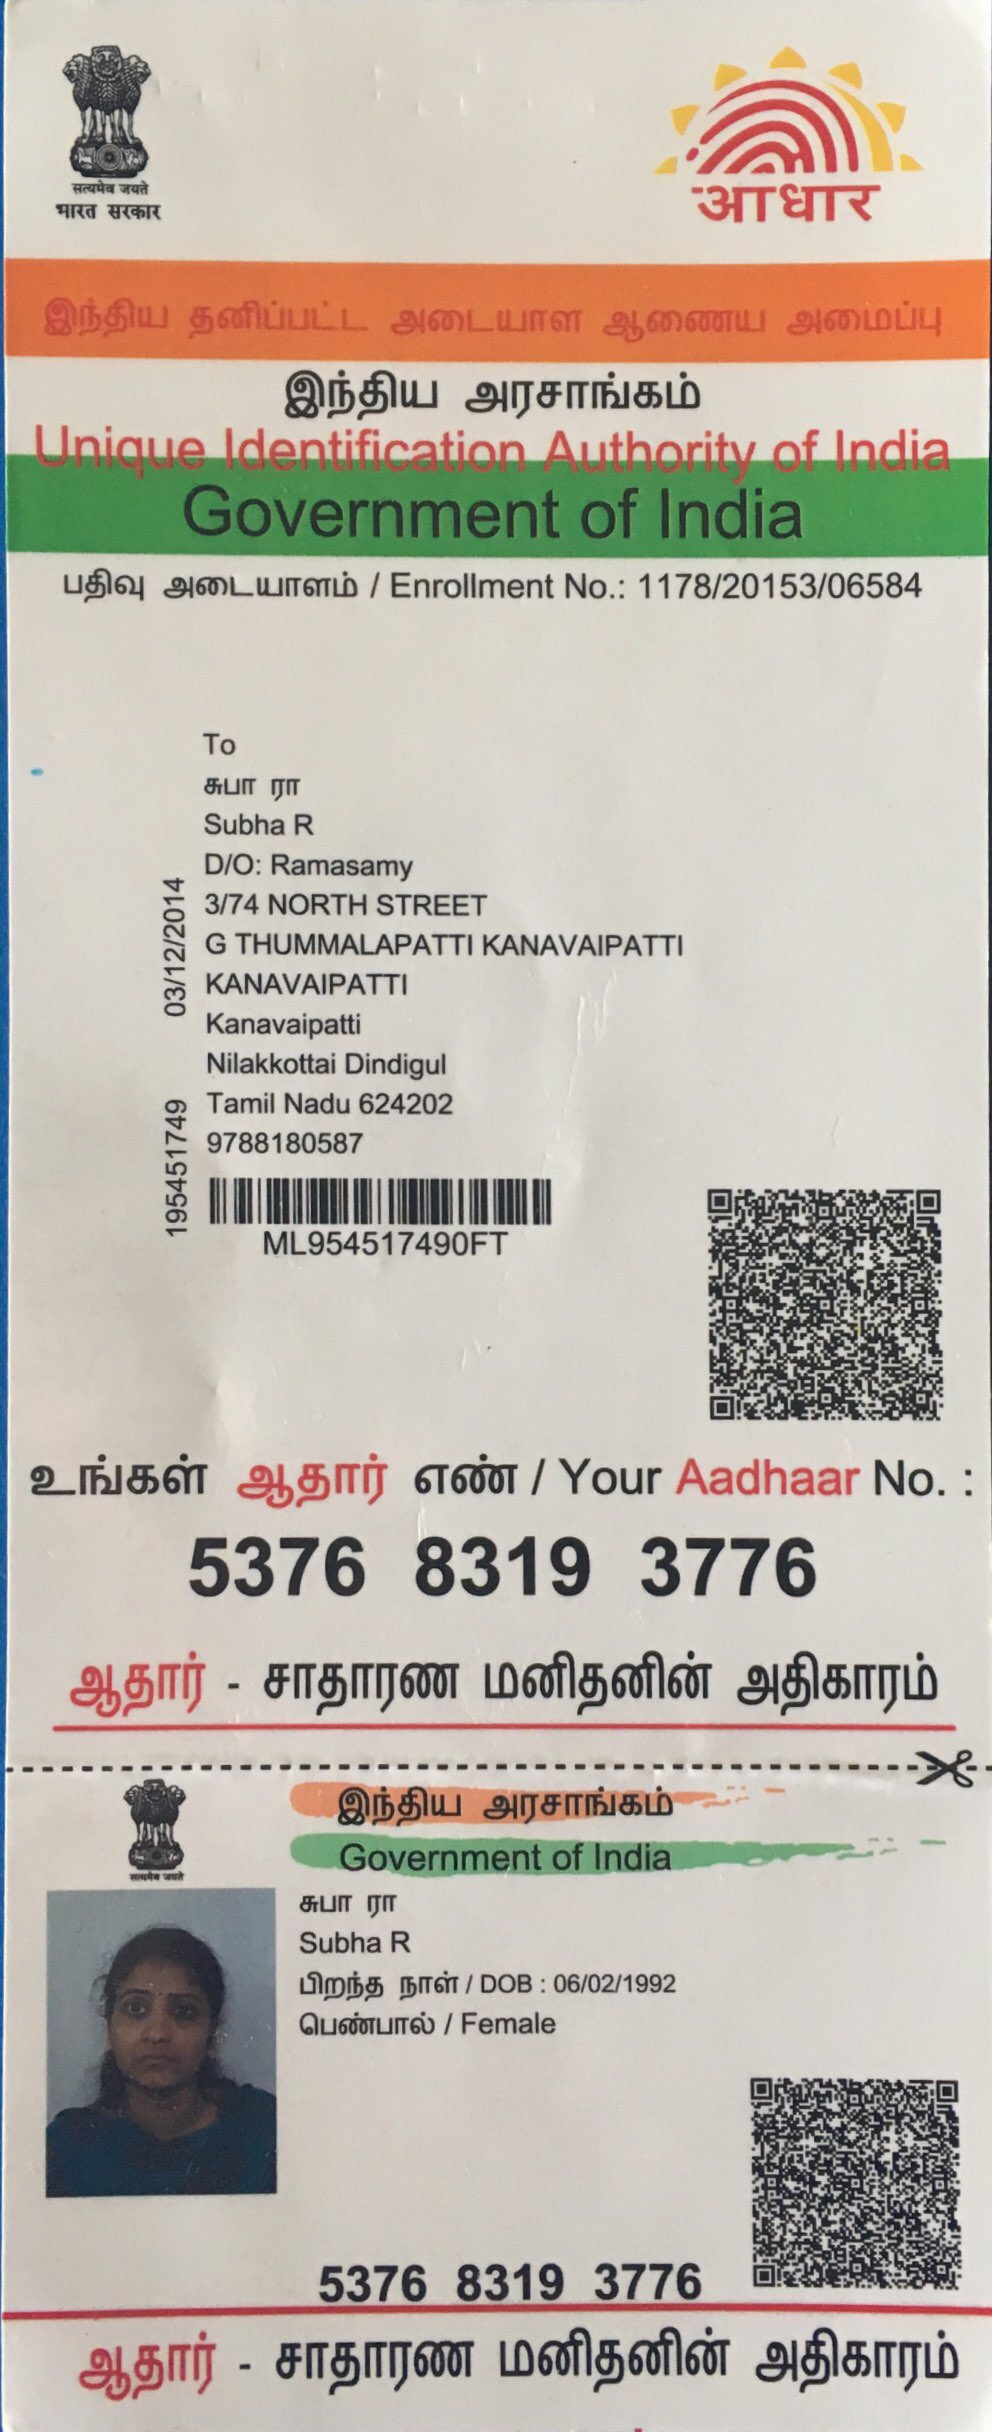 सत्यमेव जयते
भारत सरकार
आधार
இந்திய தனிப்பட்ட அடையாள ஆணைய அமைப்பு
இந்திய அரசாங்கம்
Unique Identification Authority of India
Government of India
பதிவு அடையாளம் / Enrollment No.: 1178/20153/06584
To
சுபா ரா
Subha R
D/O: Ramasamy
3/74 NORTH STREET
G THUMMALAPATTI KANAVAIPATTI
KANAVAIPATTI
Kanavaipatti
Nilakkottai Dindigul
Tamil Nadu 624202
9788180587
03/12/2014
195451749
ML954517490FT
உங்கள் ஆதார் எண் / Your Aadhaar No. :
5376 8319 3776
ஆதார் - சாதாரண மனிதனின் அதிகாரம்
இந்திய அரசாங்கம்
Government of India
सत्यमेव जयते
சுபா ரா
Subha R
பிறந்த நாள் / DOB : 06/02/1992
பெண்பால் / Female
5376 8319 3776
ஆதார் - சாதாரண மனிதனின் அதிகாரம்